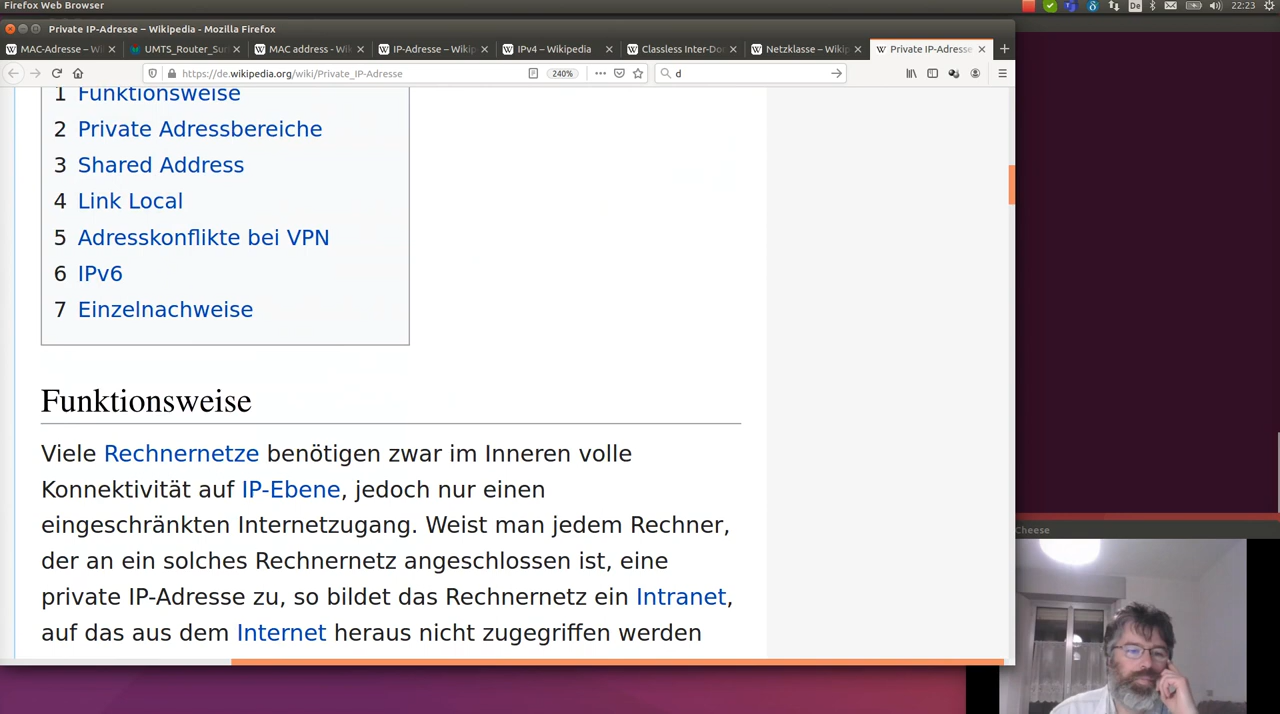 Firefox Web Browser
De
22:23
Private IP-Adresse – Wikipedia - Mozilla Firefox
MAC-Adresse – Wi
UMTS_Router_Sur
MAC address - Wi
IP-Adresse – Wikip
IPv4 – Wikipedia
Classless Inter-Do
Netzklasse – Wikip
Private IP-Adresse
https://de.wikipedia.org/wiki/Private_IP-Adresse
240%
d
1 Funktionsweise
2 Private Adressbereiche
3 Shared Address
4 Link Local
5 Adresskonflikte bei VPN
6 IPv6
7 Einzelnachweise
Funktionsweise
Viele Rechnernetze benötigen zwar im Inneren volle
Konnektivität auf IP-Ebene, jedoch nur einen
eingeschränkten Internetzugang. Weist man jedem Rechner,
der an ein solches Rechnernetz angeschlossen ist, eine
private IP-Adresse zu, so bildet das Rechnernetz ein Intranet,
auf das aus dem Internet heraus nicht zugegriffen werden
Cheese